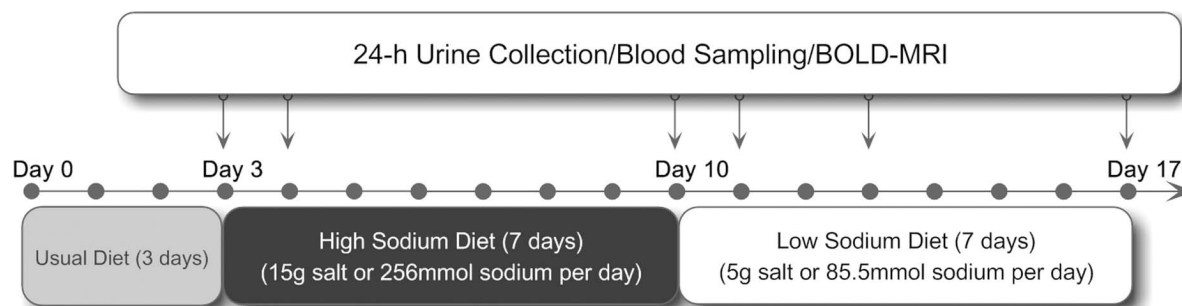 24-h Urine Collection/Blood Sampling/BOLD-MRI
Day 0
Day 3
Day 10
Day 17
Usual Diet (3 days)
High Sodium Diet (7 days)
(15g salt or 256mmol sodium per day)
Low Sodium Diet (7 days)
(5g salt or 85.5mmol sodium per day)